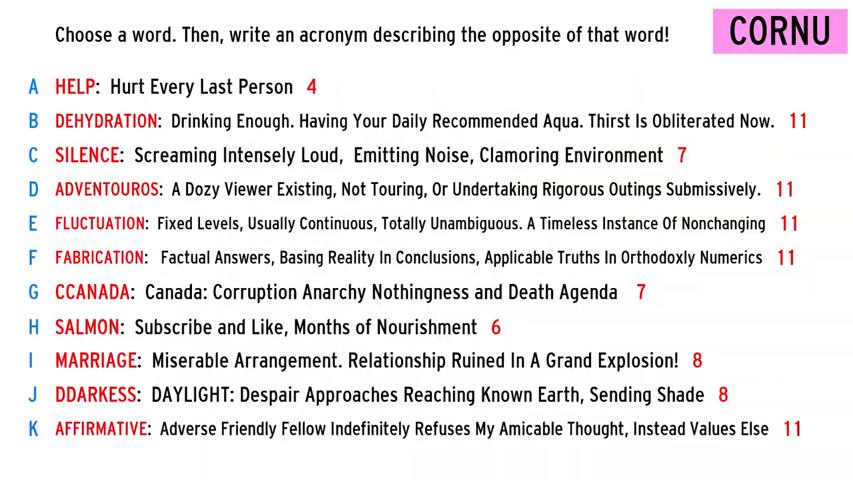 Choose a word. Then, write an acronym describing the opposite of that word!
CORNU
A HELP: Hurt Every Last Person 4
B DEHYDRATION: Drinking Enough. Having Your Daily Recommended Aqua. Thirst Is Obliterated Now. 11
C SILENCE: Screaming Intensely Loud, Emitting Noise, Clamoring Environment 7
D ADVENTOUROS: A Dozy Viewer Existing, Not Touring, Or Undertaking Rigorous Outings Submissively. 11
E FLUCTUATION: Fixed Levels, Usually Continuous, Totally Unambiguous. A Timeless Instance Of Nonchanging 11
F FABRICATION: Factual Answers, Basing Reality In Conclusions, Applicable Truths In Orthodoxly Numerics 11
G CCANADA: Canada: Corruption Anarchy Nothingness and Death Agenda 7
H SALMON: Subscribe and Like, Months of Nourishment 6
I MARRIAGE: Miserable Arrangement. Relationship Ruined In A Grand Explosion! 8
J DDARKESS: DAYLIGHT: Despair Approaches Reaching Known Earth, Sending Shade 8
K AFFIRMATIVE: Adverse Friendly Fellow Indefinitely Refuses My Amicable Thought, Instead Values Else 11